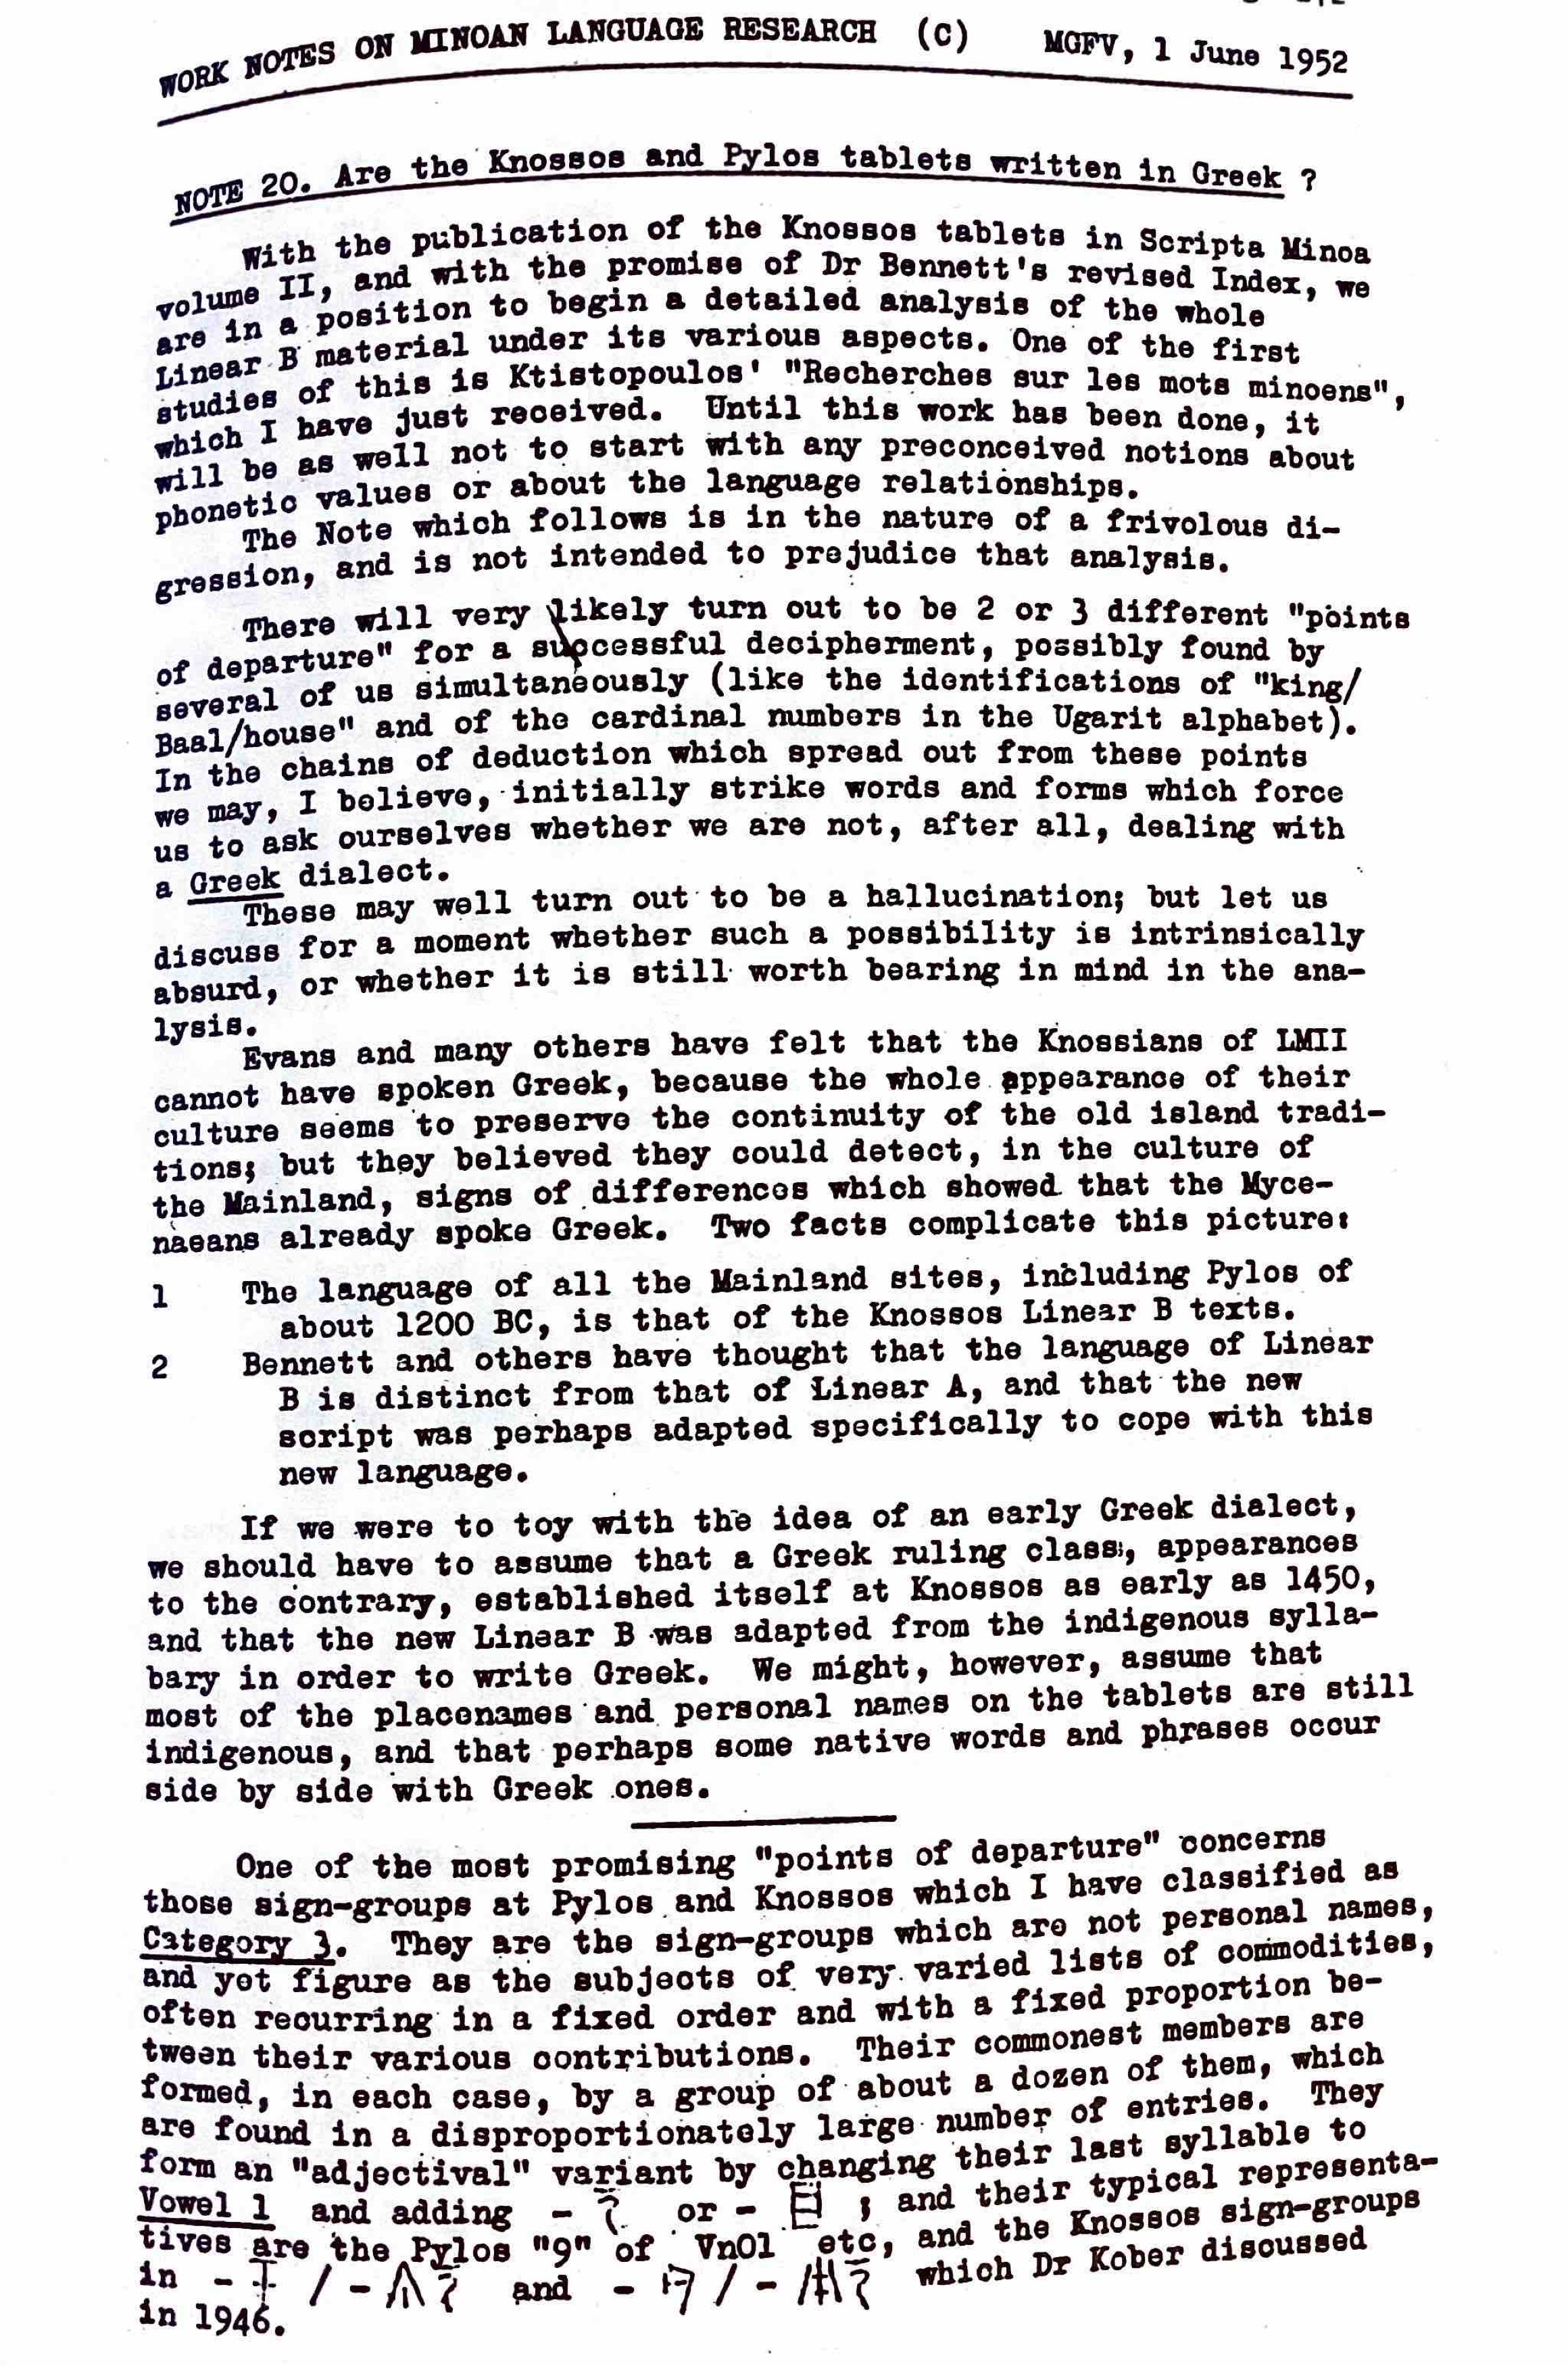 WORK NOTES ON MINOAN LANGUAGE RESEARCH (C) MGFV, 1 June 1952
NOTE 20. Are the Knossos and Pylos tablets written in Greek ?
With the publication of the Knossos tablets in Scripta Minoa
volume II, and with the promise of Dr Bennett's revised Index, we
are in a position to begin a detailed analysis of the whole
Linear B material under its various aspects. One of the first
studies of this is Ktistopoulos' "Recherches sur les mots minoens",
which I have just received. Until this work has been done, it
will be as well not to start with any preconceived notions about
phonetic values or about the language relationships.
The Note which follows is in the nature of a frivolous di-
gression, and is not intended to prejudice that analysis.
There will very likely turn out to be 2 or 3 different "points
of departure" for a successful decipherment, possibly found by
several of us simultaneously (like the identifications of "king/
Baal/house" and of the cardinal numbers in the Ugarit alphabet).
In the chains of deduction which spread out from these points
we may, I believe, initially strike words and forms which force
us to ask ourselves whether we are not, after all, dealing with
a Greek dialect.
These may well turn out to be a hallucination; but let us
discuss for a moment whether such a possibility is intrinsically
absurd, or whether it is still worth bearing in mind in the ana-
lysis.
Evans and many others have felt that the Knossians of LMII
cannot have spoken Greek, because the whole appearance of their
culture seems to preserve the continuity of the old island tradi-
tions; but they believed they could detect, in the culture of
the Mainland, signs of differences which showed that the Myce-
naeans already spoke Greek. Two facts complicate this picture:
1 The language of all the Mainland sites, including Pylos of
about 1200 BC, is that of the Knossos Linear B texts.
2 Bennett and others have thought that the language of Linear
B is distinct from that of Linear A, and that the new
script was perhaps adapted specifically to cope with this
new language.
If we were to toy with the idea of an early Greek dialect,
we should have to assume that a Greek ruling class, appearances
to the contrary, established itself at Knossos as early as 1450,
and that the new Linear B was adapted from the indigenous sylla-
bary in order to write Greek. We might, however, assume that
most of the placenames and personal names on the tablets are still
indigenous, and that perhaps some native words and phrases occur
side by side with Greek ones.
One of the most promising "points of departure" concerns
those sign-groups at Pylos and Knossos which I have classified as
Category 3. They are the sign-groups which are not personal names,
and yet figure as the subjects of very varied lists of commodities,
often recurring in a fixed order and with a fixed proportion be-
tween their various contributions. Their commonest members are
formed, in each case, by a group of about a dozen of them, which
are found in a disproportionately large number of entries. They
form an "adjectival" variant by changing their last syllable to
Vowel 1 and adding - or - ; and their typical representa-
tives are the Pylos "9" of Vn01 etc, and the Knossos sign-groups
in - / - and - / - which Dr Kober discussed
in 1946.